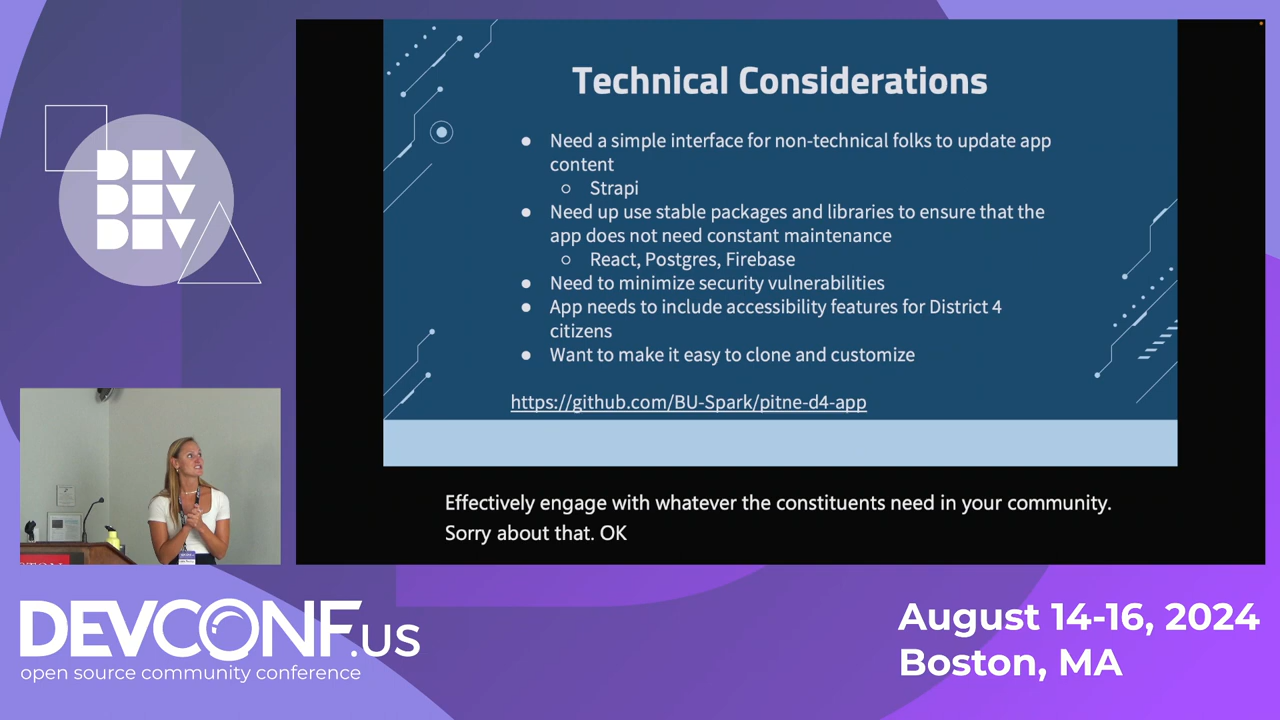 DEV
DEV
DEV
Technical Considerations
● Need a simple interface for non-technical folks to update app
content
○ Strapi
● Need up use stable packages and libraries to ensure that the
app does not need constant maintenance
○ React, Postgres, Firebase
● Need to minimize security vulnerabilities
● App needs to include accessibility features for District 4
citizens
● Want to make it easy to clone and customize
https://github.com/BU-Spark/pitne-d4-app
Effectively engage with whatever the constituents need in your community.
Sorry about that. OK
DEVCONF.US
open source community conference
August 14-16, 2024
Boston, MA